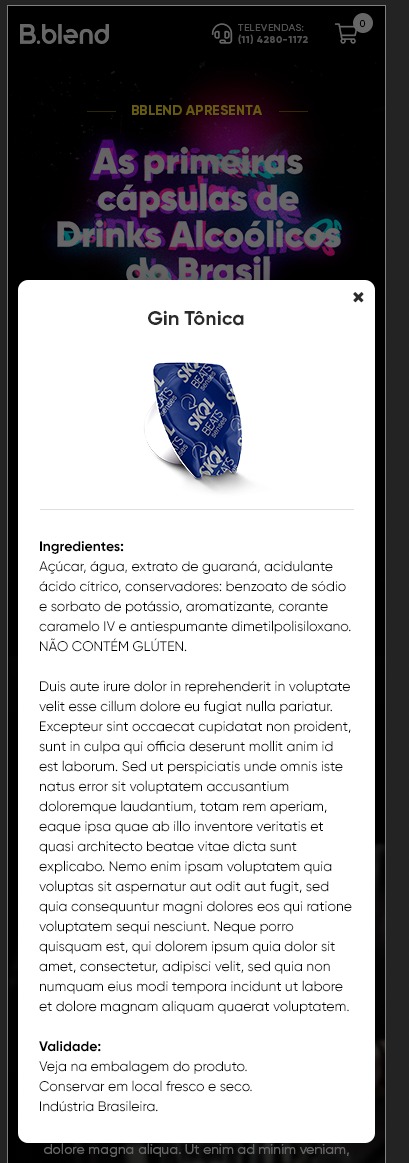 B.blend
TELEVENDAS:
(11) 4280-1172
0
BBLEND APRESENTA
As primeiras
cápsulas de
Drinks Alcoólicos
do Brasil
Gin Tônica
SKOL
BEATS
senses
SKOL
BEATS
senses
SKOL
BEATS
Ingredientes:
Açúcar, água, extrato de guaraná, acidulante
ácido cítrico, conservadores: benzoato de sódio
e sorbato de potássio, aromatizante, corante
caramelo IV e antiespumante dimetilpolisiloxano.
NÃO CONTÉM GLÚTEN.
Duis aute irure dolor in reprehenderit in voluptate
velit esse cillum dolore eu fugiat nulla pariatur.
Excepteur sint occaecat cupidatat non proident,
sunt in culpa qui officia deserunt mollit anim id
est laborum. Sed ut perspiciatis unde omnis iste
natus error sit voluptatem accusantium
doloremque laudantium, totam rem aperiam,
eaque ipsa quae ab illo inventore veritatis et
quasi architecto beatae vitae dicta sunt
explicabo. Nemo enim ipsam voluptatem quia
voluptas sit aspernatur aut odit aut fugit, sed
quia consequuntur magni dolores eos qui ratione
voluptatem sequi nesciunt. Neque porro
quisquam est, qui dolorem ipsum quia dolor sit
amet, consectetur, adipisci velit, sed quia non
numquam eius modi tempora incidunt ut labore
et dolore magnam aliquam quaerat voluptatem.
Validade:
Veja na embalagem do produto.
Conservar em local fresco e seco.
Indústria Brasileira.
dolore magna aliqua. Ut enim ad minim veniam,